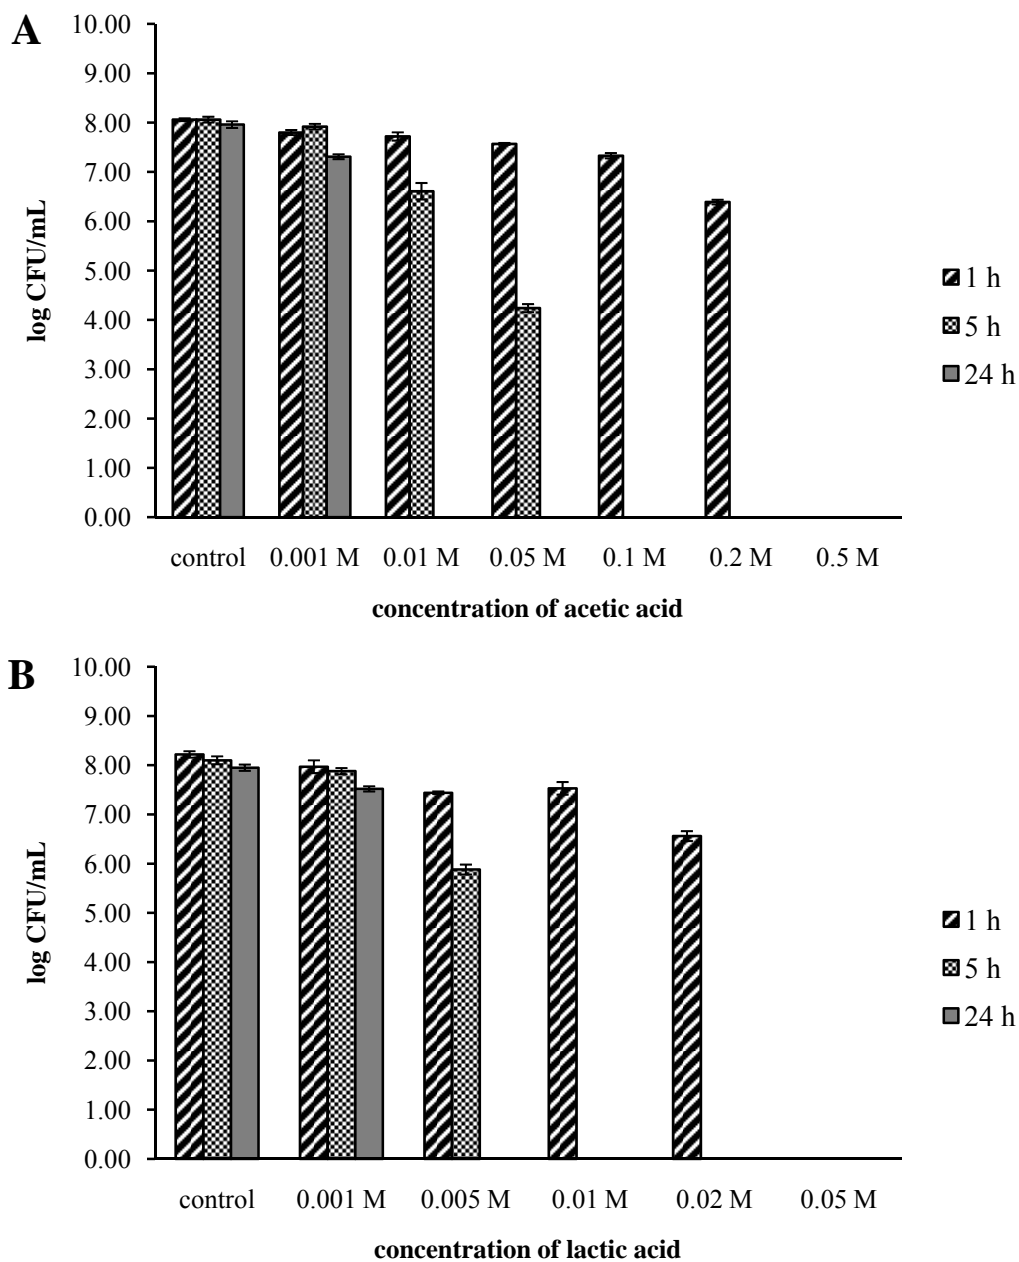 A
10.00
9.00
8.00
7.00
6.00
5.00
4.00
3.00
2.00
1.00
0.00
log CFU/mL
control 0.001 M 0.01 M 0.05 M 0.1 M 0.2 M 0.5 M
concentration of acetic acid
1 h
5 h
24 h
B
10.00
9.00
8.00
7.00
6.00
5.00
4.00
3.00
2.00
1.00
0.00
log CFU/mL
control 0.001 M 0.005 M 0.01 M 0.02 M 0.05 M
concentration of lactic acid
1 h
5 h
24 h